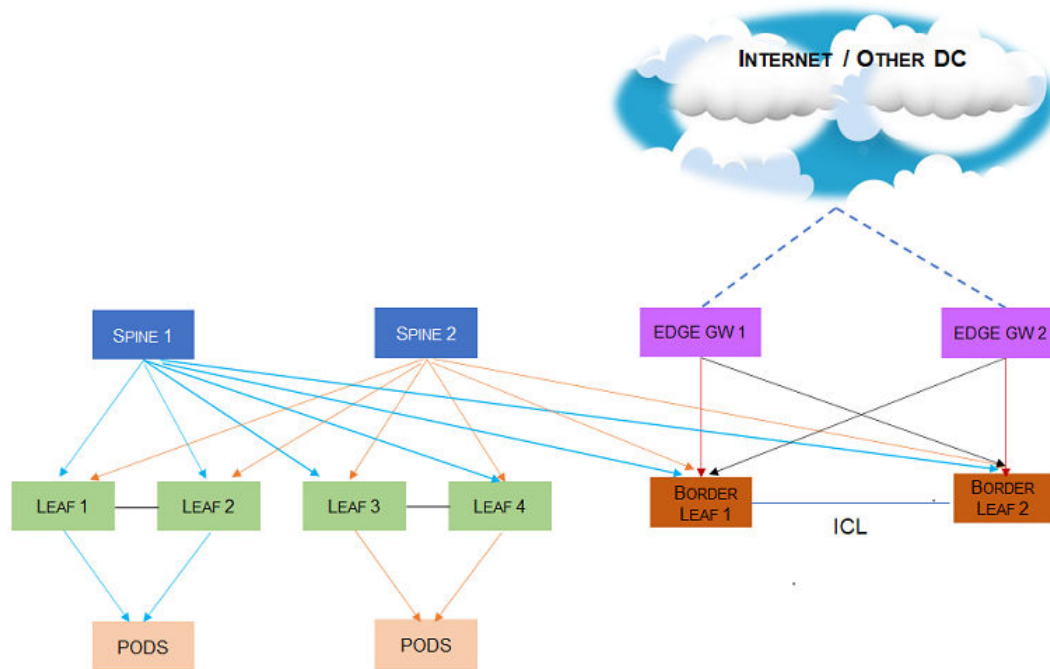 INTERNET / OTHER DC
SPINE 1
SPINE 2
EDGE GW 1
EDGE GW 2
LEAF 1
LEAF 2
LEAF 3
LEAF 4
BORDER
LEAF 1
BORDER
LEAF 2
ICL
PODS
PODS